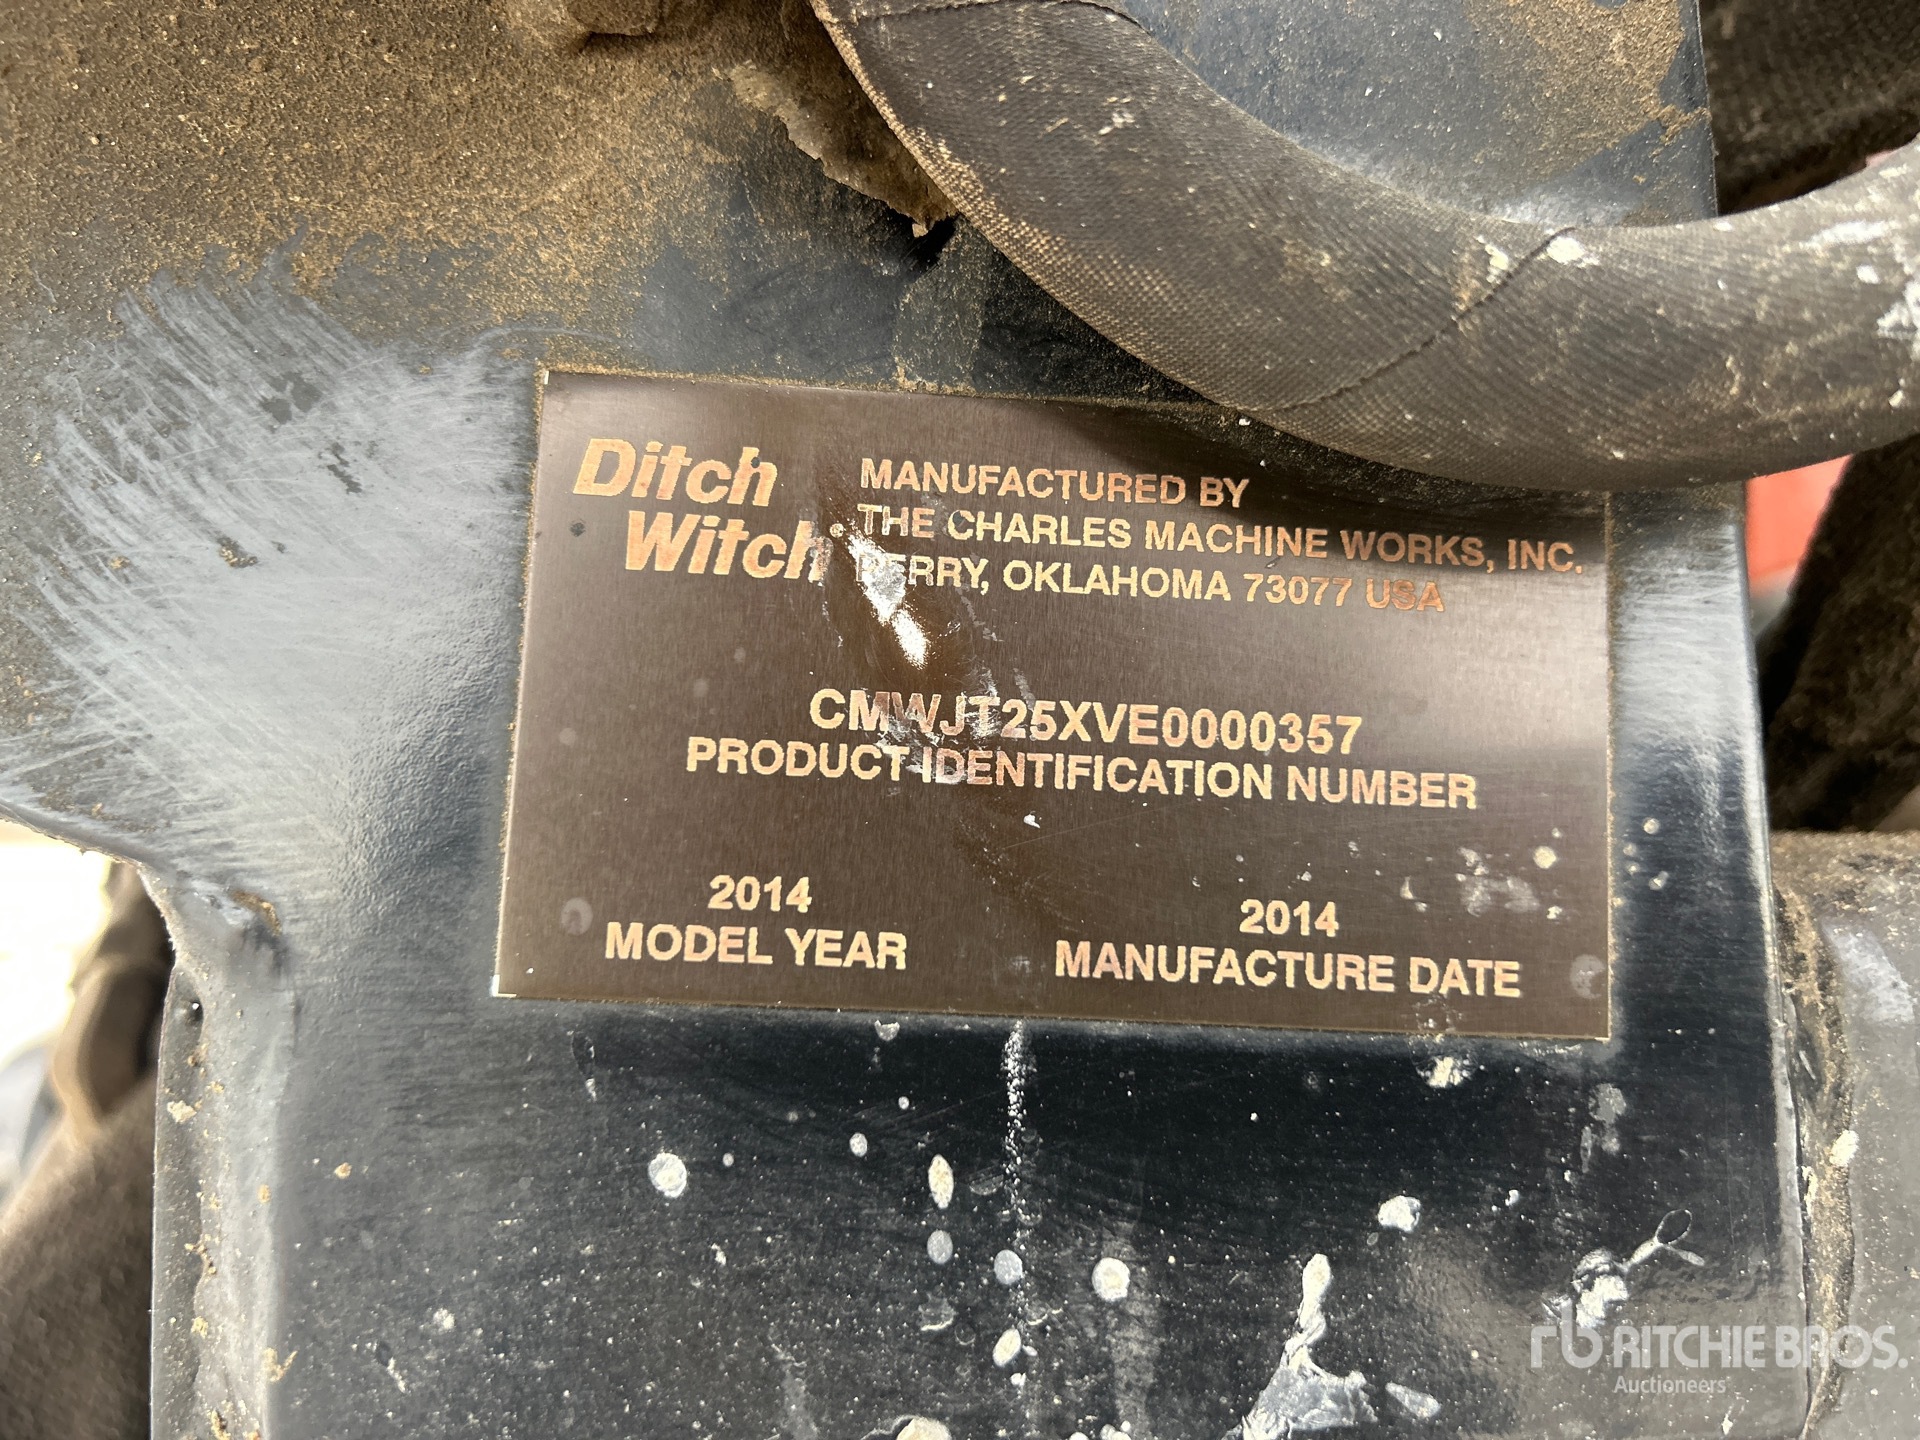 Ditch
Witch®
MANUFACTURED BY
THE CHARLES MACHINE WORKS, INC.
PERRY, OKLAHOMA 73077 USA
CMWJT25XVE0000357
PRODUCT IDENTIFICATION NUMBER
2014
MODEL YEAR
2014
MANUFACTURE DATE
rb RITCHIE BROS.
Auctioneers